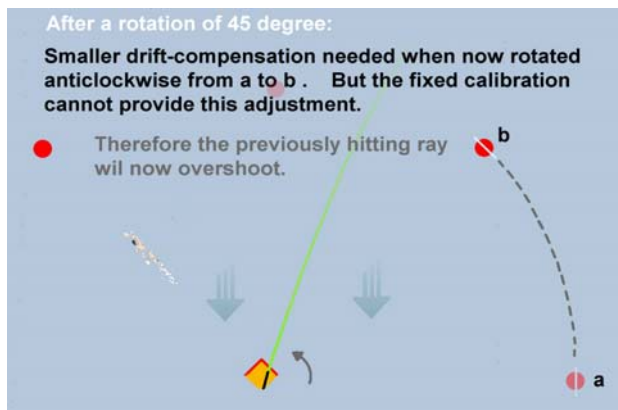 After a rotation of 45 degree:
Smaller drift-compensation needed when now rotated
anticlockwise from a to b . But the fixed calibration
cannot provide this adjustment.
Therefore the previously hitting ray
wil now overshoot.
b
a